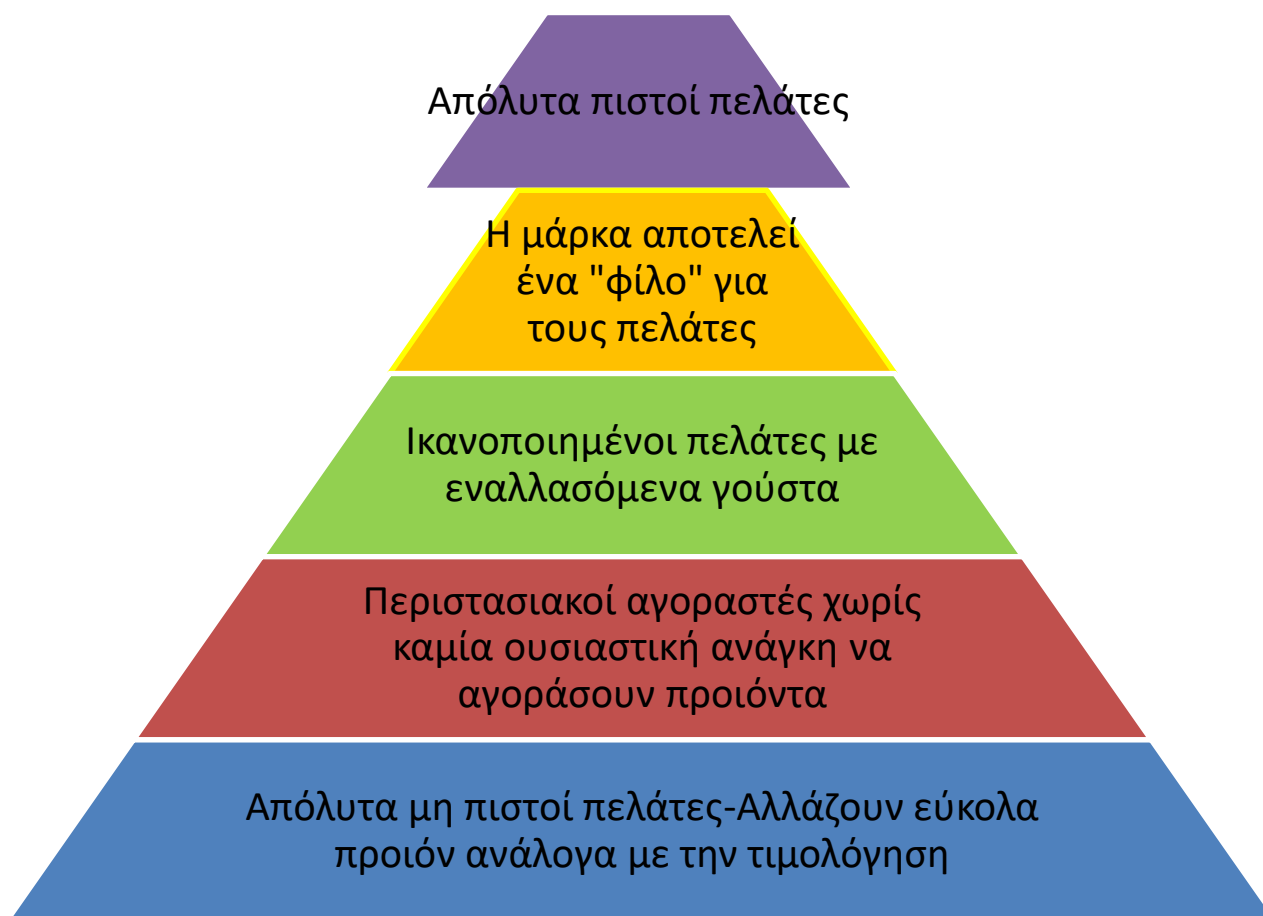 Απόλυτα πιστοί πελάτες
Η μάρκα αποτελεί
ένα "φίλο" για
τους πελάτες
Ικανοποιημένοι πελάτες με
εναλλασόμενα γούστα
Περιστασιακοί αγοραστές χωρίς
καμία ουσιαστική ανάγκη να
αγοράσουν προιόντα
Απόλυτα μη πιστοί πελάτες-Αλλάζουν εύκολα
προιόν ανάλογα με την τιμολόγηση